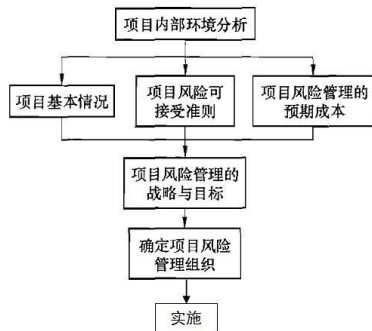 项目内部环境分析
项目基本情况
项目风险可
接受准则
项目风险管理的
预期成本
项目风险管理的
战略与目标
确定项目风险
管理组织
实施